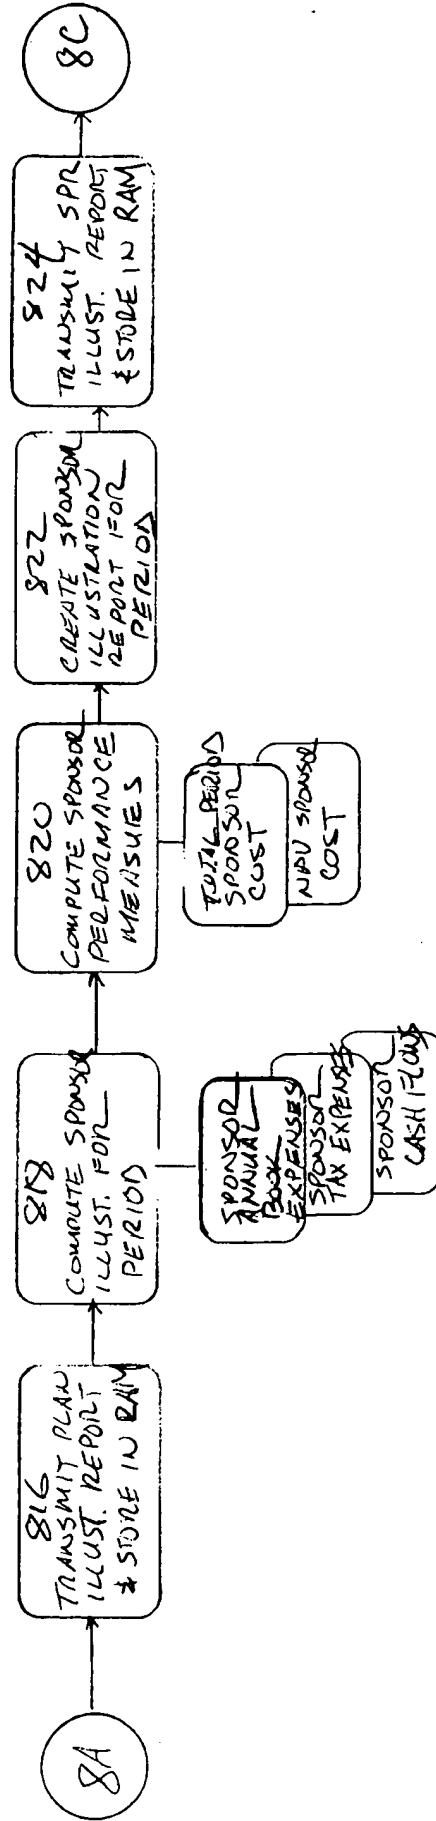 8A
816
TRANSMIT PLAN
ILLUST. REPORT
& STORE IN RAM
818
COMPUTE SPONSOR
ILLUST. FOR
PERIOD
SPONSOR
ANNUAL
BOOK
EXPENSES
SPONSOR
TAX EXPENSES
SPONSOR
CASH FLOWS
820
COMPUTE SPONSOR
PERFORMANCE
MEASUES
TOTAL PERIOD
SPONSOR
COST
NPV SPONSOR
COST
822
CREATE SPONSOR
ILLUSTRATION
REPORT FOR
PERIOD
824
TRANSMIT SPR
ILLUST. REPORT
& STORE IN RAM
8C